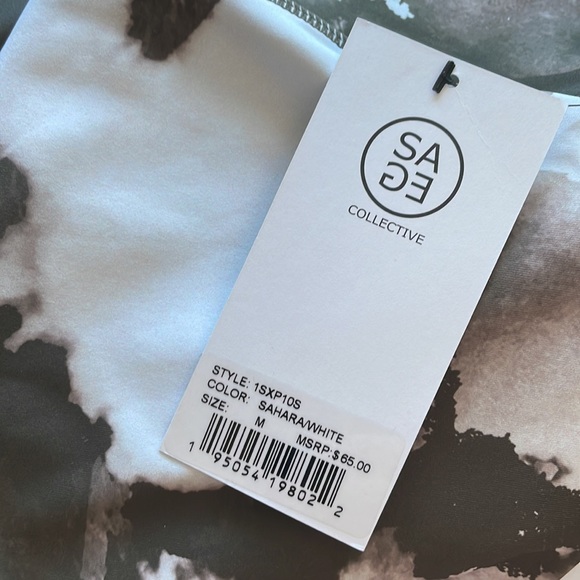 SA
GE
COLLECTIVE
STYLE: 1SXP10S
COLOR: SAHARA/WHITE
SIZE: M MSRP:$65.00
1 95054 19802 2